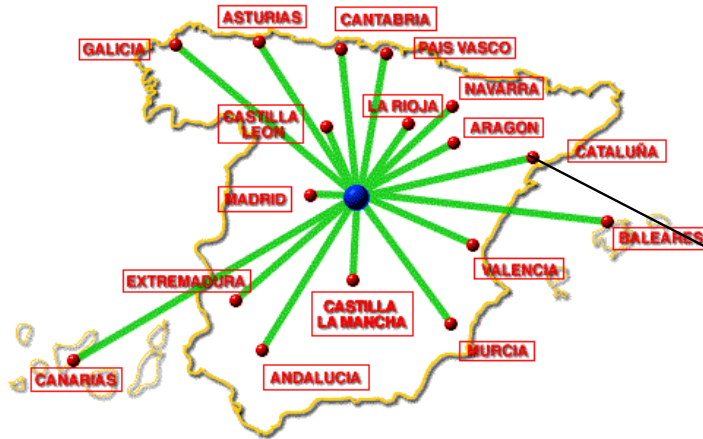 ASTURIAS
CANTABRIA
GALICIA
PAIS VASCO
NAVARRA
LA RIOJA
CASTILLA
LEON
ARAGON
CATALUÑA
MADRID
BALEARES
VALENCIA
EXTREMADURA
CASTILLA
LA MANCHA
MURCIA
CANARIAS
ANDALUCIA